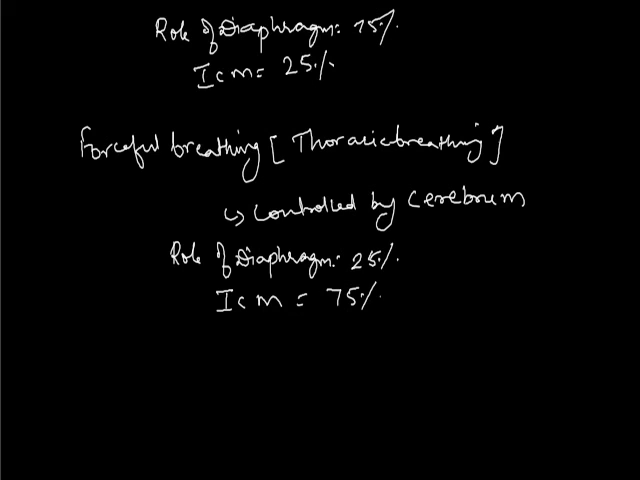 Role of Diaphragm: 75%.
ICM = 25%.
Forceful breathing [Thoracic breathing]
↳ Controlled by cerebrum
Role of Diaphragm: 25%.
ICM = 75%.